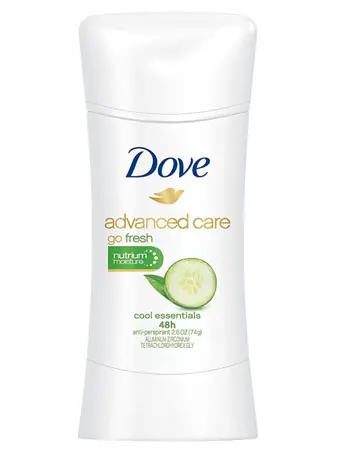 Dove
advanced care
go fresh
nutrium
moisture
cool essentials
48h
anti-perspirant 2.6 OZ (74g)
ALUMINUM ZIRCONIUM
TETRACHLOROHYDREX GLY